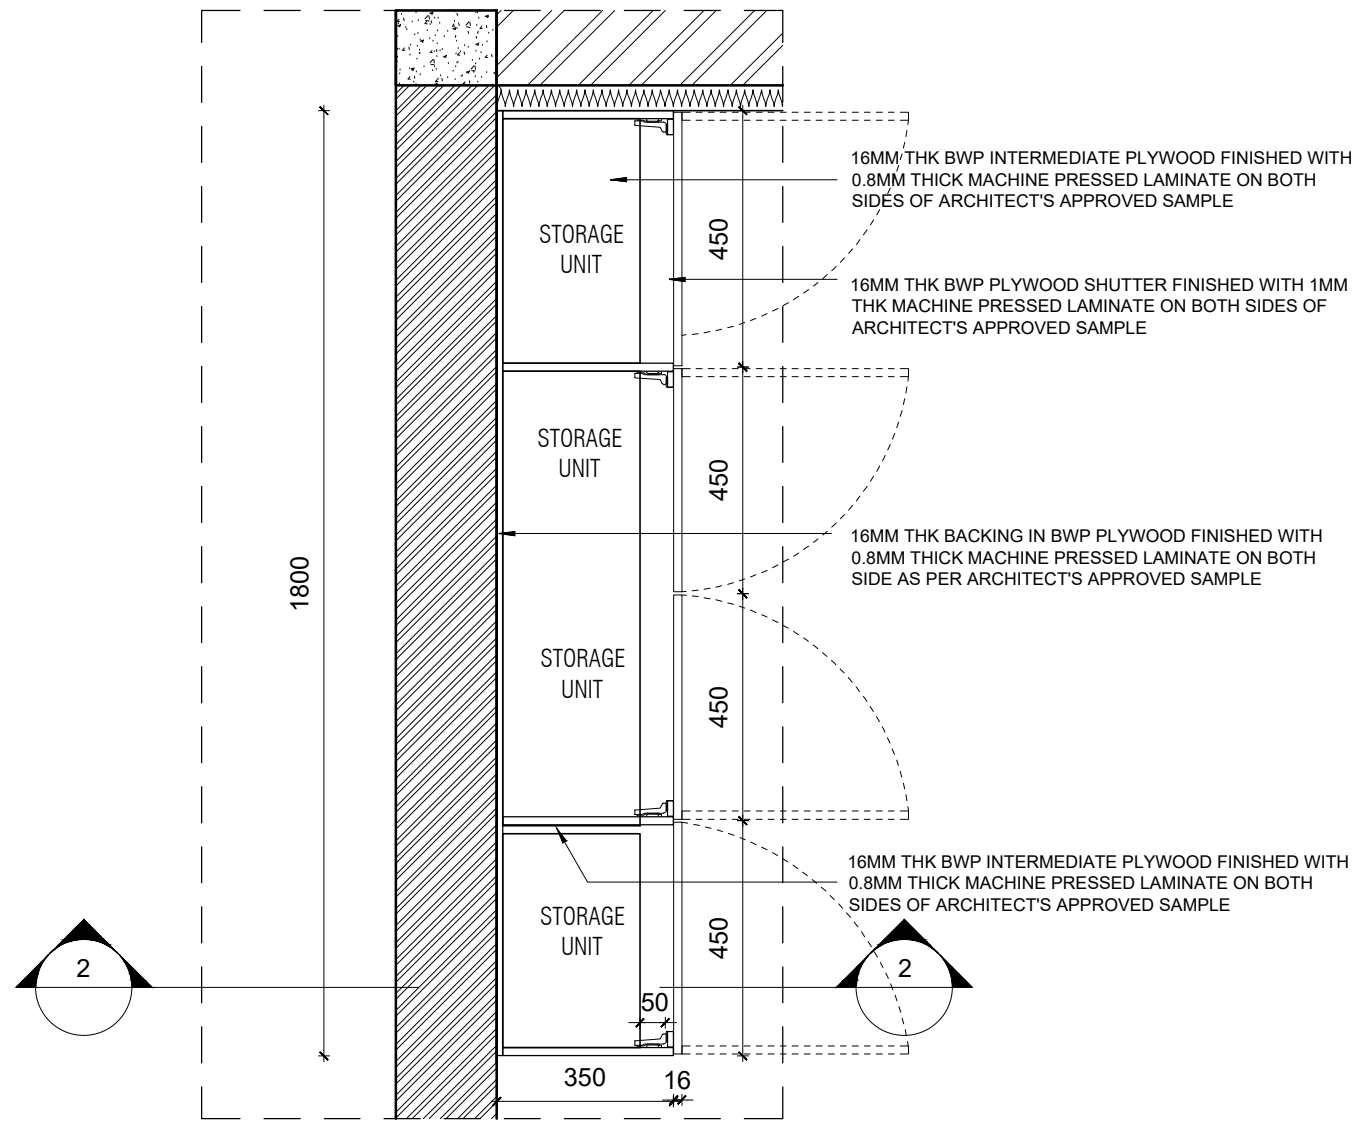 16MM THK BWP INTERMEDIATE PLYWOOD FINISHED WITH
0.8MM THICK MACHINE PRESSED LAMINATE ON BOTH
SIDES OF ARCHITECT'S APPROVED SAMPLE
STORAGE
UNIT
450
16MM THK BWP PLYWOOD SHUTTER FINISHED WITH 1MM
THK MACHINE PRESSED LAMINATE ON BOTH SIDES OF
ARCHITECT'S APPROVED SAMPLE
STORAGE
UNIT
450
16MM THK BACKING IN BWP PLYWOOD FINISHED WITH
0.8MM THICK MACHINE PRESSED LAMINATE ON BOTH
SIDE AS PER ARCHITECT'S APPROVED SAMPLE
1800
STORAGE
UNIT
450
16MM THK BWP INTERMEDIATE PLYWOOD FINISHED WITH
0.8MM THICK MACHINE PRESSED LAMINATE ON BOTH
SIDES OF ARCHITECT'S APPROVED SAMPLE
STORAGE
UNIT
450
2
2
50
350
16